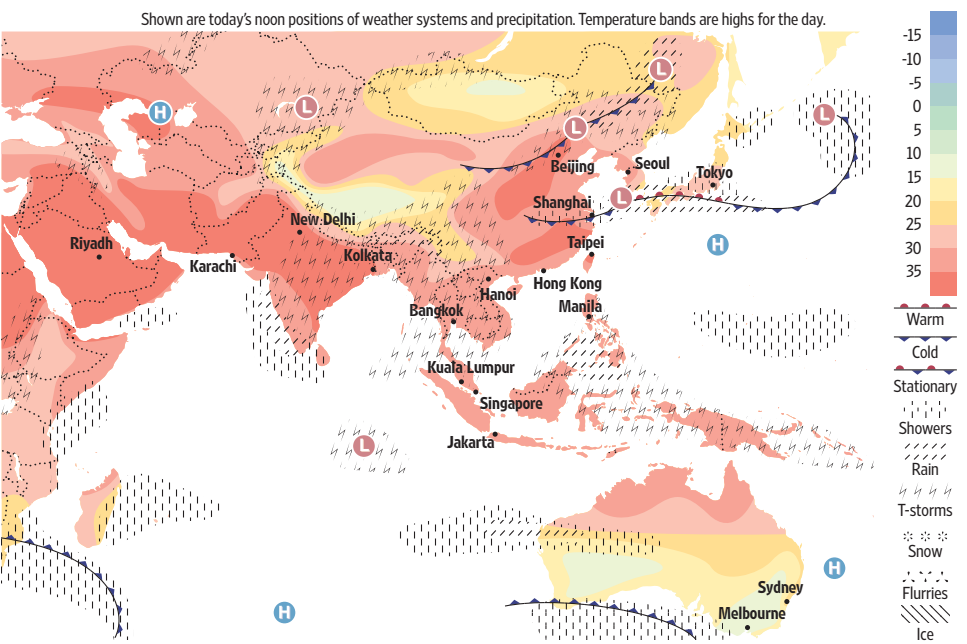 Shown are today's noon positions of weather systems and precipitation. Temperature bands are highs for the day.
-15
-10
-5
0
5
10
15
20
25
30
35
H
L
L
L
L
L
H
H
H
L
Beijing
Seoul
Tokyo
Shanghai
New Delhi
Riyadh
Kolkata
Taipei
Karachi
Hong Kong
Hanoi
Bangkok
Manila
Kuala Lumpur
Singapore
Jakarta
Sydney
Melbourne
Warm
Cold
Stationary
Showers
Rain
T-storms
Snow
Flurries
Ice